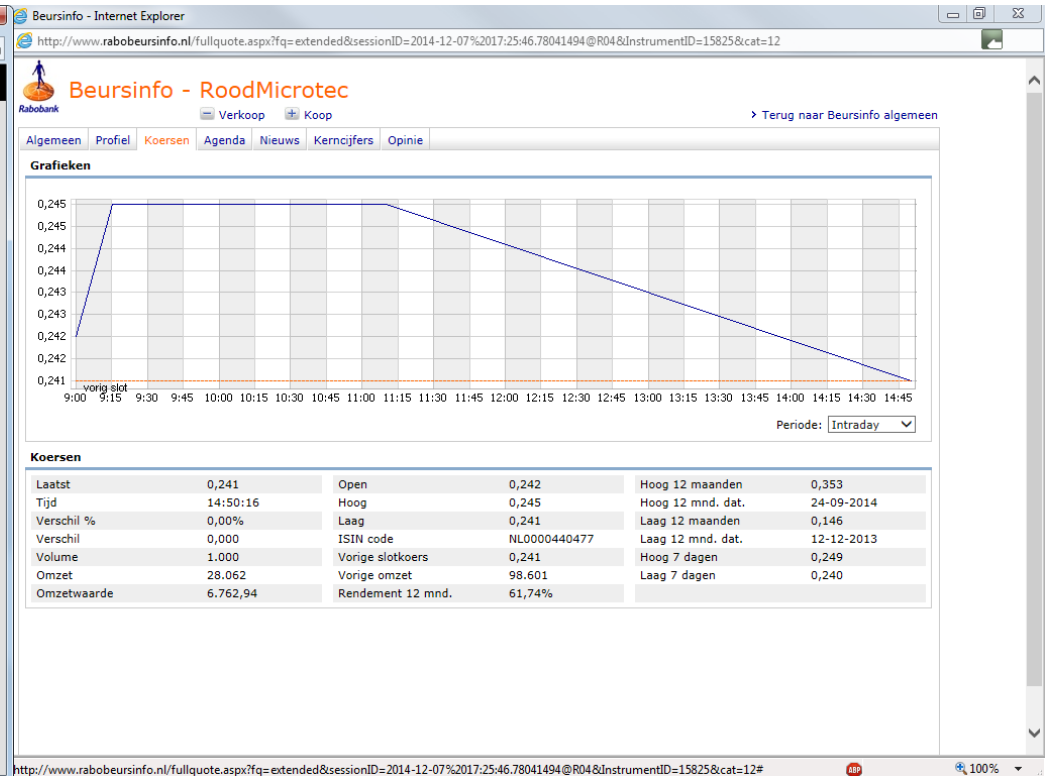 Beursinfo - Internet Explorer
http://www.rabobeursinfo.nl/fullquote.aspx?fq=extended&sessionID=2014-12-07%2017:25:46.78041494@R04&InstrumentID=15825&cat=12
Rabobank
Beursinfo - RoodMicrotec
Verkoop Koop
Terug naar Beursinfo algemeen
Algemeen Profiel Koersen Agenda Nieuws Kerncijfers Opinie
Grafieken
0,245
0,245
0,244
0,244
0,243
0,243
0,242
0,242
0,241
vorig slot
9:00 9:15 9:30 9:45 10:00 10:15 10:30 10:45 11:00 11:15 11:30 11:45 12:00 12:15 12:30 12:45 13:00 13:15 13:30 13:45 14:00 14:15 14:30 14:45
Periode: Intraday
Koersen
Laatst 0,241 Open 0,242 Hoog 12 maanden 0,353
Tijd 14:50:16 Hoog 0,245 Hoog 12 mnd. dat. 24-09-2014
Verschil % 0,00% Laag 0,241 Laag 12 maanden 0,146
Verschil 0,000 ISIN code NL0000440477 Laag 12 mnd. dat. 12-12-2013
Volume 1.000 Vorige slotkoers 0,241 Hoog 7 dagen 0,249
Omzet 28.062 Vorige omzet 98.601 Laag 7 dagen 0,240
Omzetwaarde 6.762,94 Rendement 12 mnd. 61,74%
http://www.rabobeursinfo.nl/fullquote.aspx?fq=extended&sessionID=2014-12-07%2017:25:46.78041494@R04&InstrumentID=15825&cat=12#
ABP
100%